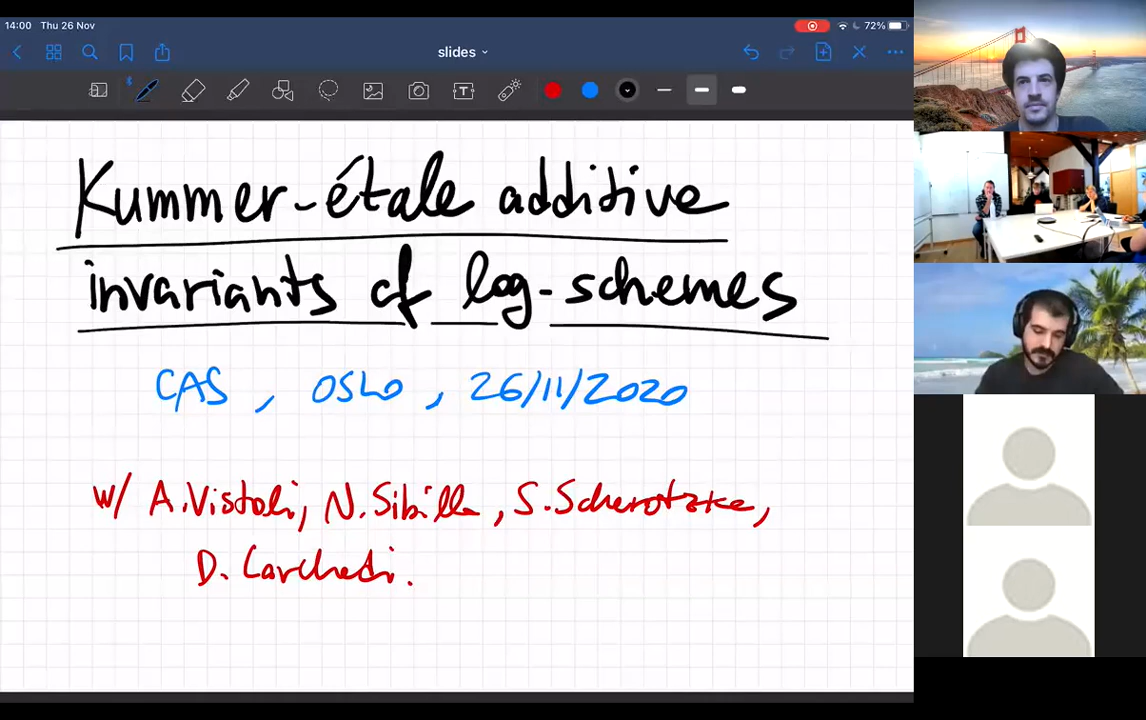 14:00 Thu 26 Nov
72%
slides
T
Kummer-étale additive
invariants of log-schemes
CAS, OSLO, 26/11/2020
w/ A. Vistoli, N. Sibilla, S. Scherotzke,
D. Carchedi.